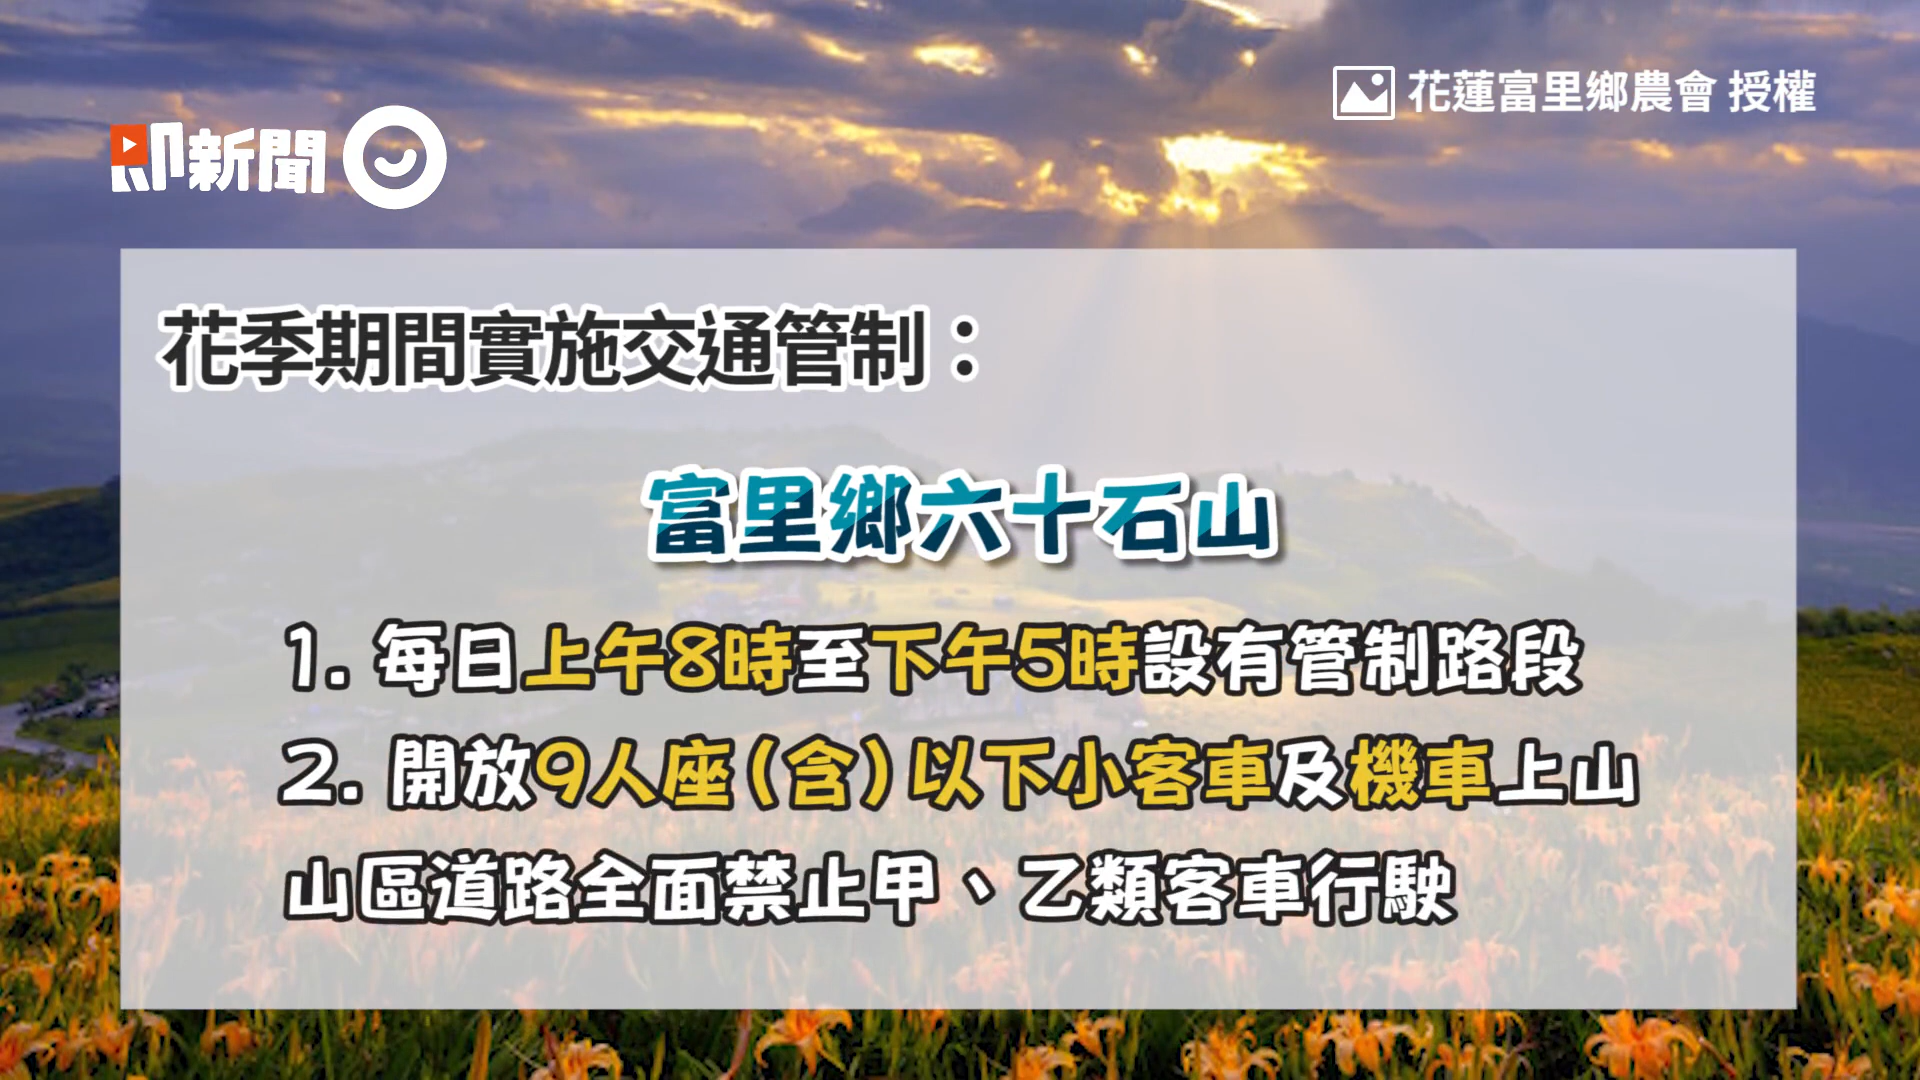 花蓮富里鄉農會 授權
即新聞
花季期間實施交通管制：
富里鄉六十石山
1. 每日上午8時至下午5時設有管制路段
2. 開放9人座(含)以下小客車及機車上山
山區道路全面禁止甲、乙類客車行駛